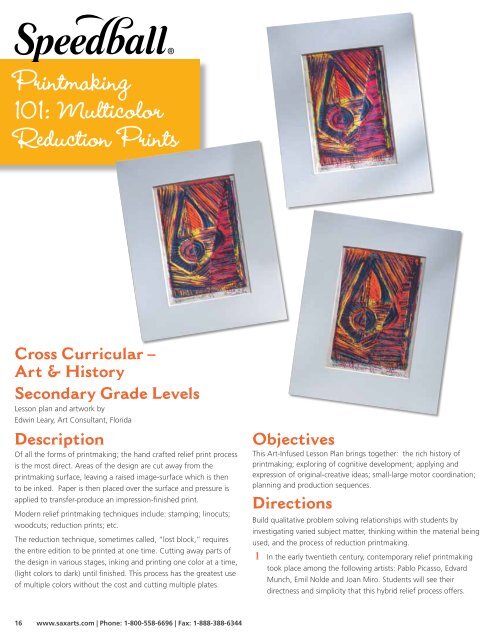 Speedball®
Printmaking
101: Multicolor
Reduction Prints
Cross Curricular –
Art & History
Secondary Grade Levels
Lesson plan and artwork by
Edwin Leary, Art Consultant, Florida
Description
Of all the forms of printmaking; the hand crafted relief print process
is the most direct. Areas of the design are cut away from the
printmaking surface, leaving a raised image-surface which is then
to be inked. Paper is then placed over the surface and pressure is
applied to transfer-produce an impression-finished print.
Modern relief printmaking techniques include: stamping; linocuts;
woodcuts; reduction prints; etc.
The reduction technique, sometimes called, "lost block," requires
the entire edition to be printed at one time. Cutting away parts of
the design in various stages, inking and printing one color at a time,
(light colors to dark) until finished. This process has the greatest use
of multiple colors without the cost and cutting multiple plates.
Objectives
This Art-Infused Lesson Plan brings together: the rich history of
printmaking; exploring of cognitive development; applying and
expression of original-creative ideas; small-large motor coordination;
planning and production sequences.
Directions
Build qualitative problem solving relationships with students by
investigating varied subject matter, thinking within the material being
used, and the process of reduction printmaking.
1 In the early twentieth century, contemporary relief printmaking
took place among the following artists: Pablo Picasso, Edvard
Munch, Emil Nolde and Joan Miro. Students will see their
directness and simplicity that this hybrid relief process offers.
16 www.saxarts.com | Phone: 1-800-558-6696 | Fax: 1-888-388-6344